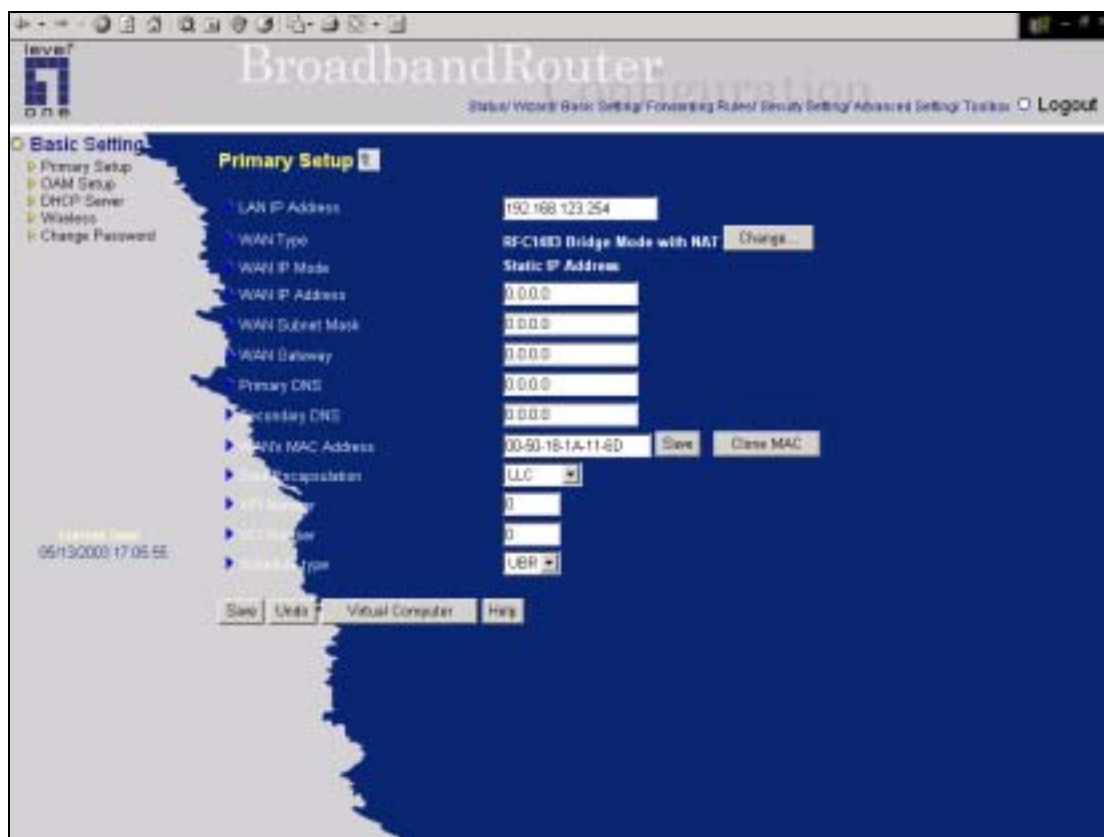 level
one
BroadbandRouter
Configuration
Status/ Wizard/ Basic Setting/ Forwarding Rules/ Security Setting/ Advanced Setting/ Toolbox Logout
Basic Setting
Primary Setup
OAM Setup
DHCP Server
Wireless
Change Password
05/13/2003 17:05:55
Primary Setup
LAN IP Address 192.168.123.254
WAN Type RFC1483 Bridge Mode with NAT Change...
WAN IP Mode Static IP Address
WAN IP Address 0.0.0.0
WAN Subnet Mask 0.0.0.0
WAN Gateway 0.0.0.0
Primary DNS 0.0.0.0
Secondary DNS 0.0.0.0
WAN's MAC Address 00-50-18-1A-11-6D Save Clone MAC
Encapsulation LLC
Number 0
Number 0
type UBR
Save Undo Virtual Computer Help